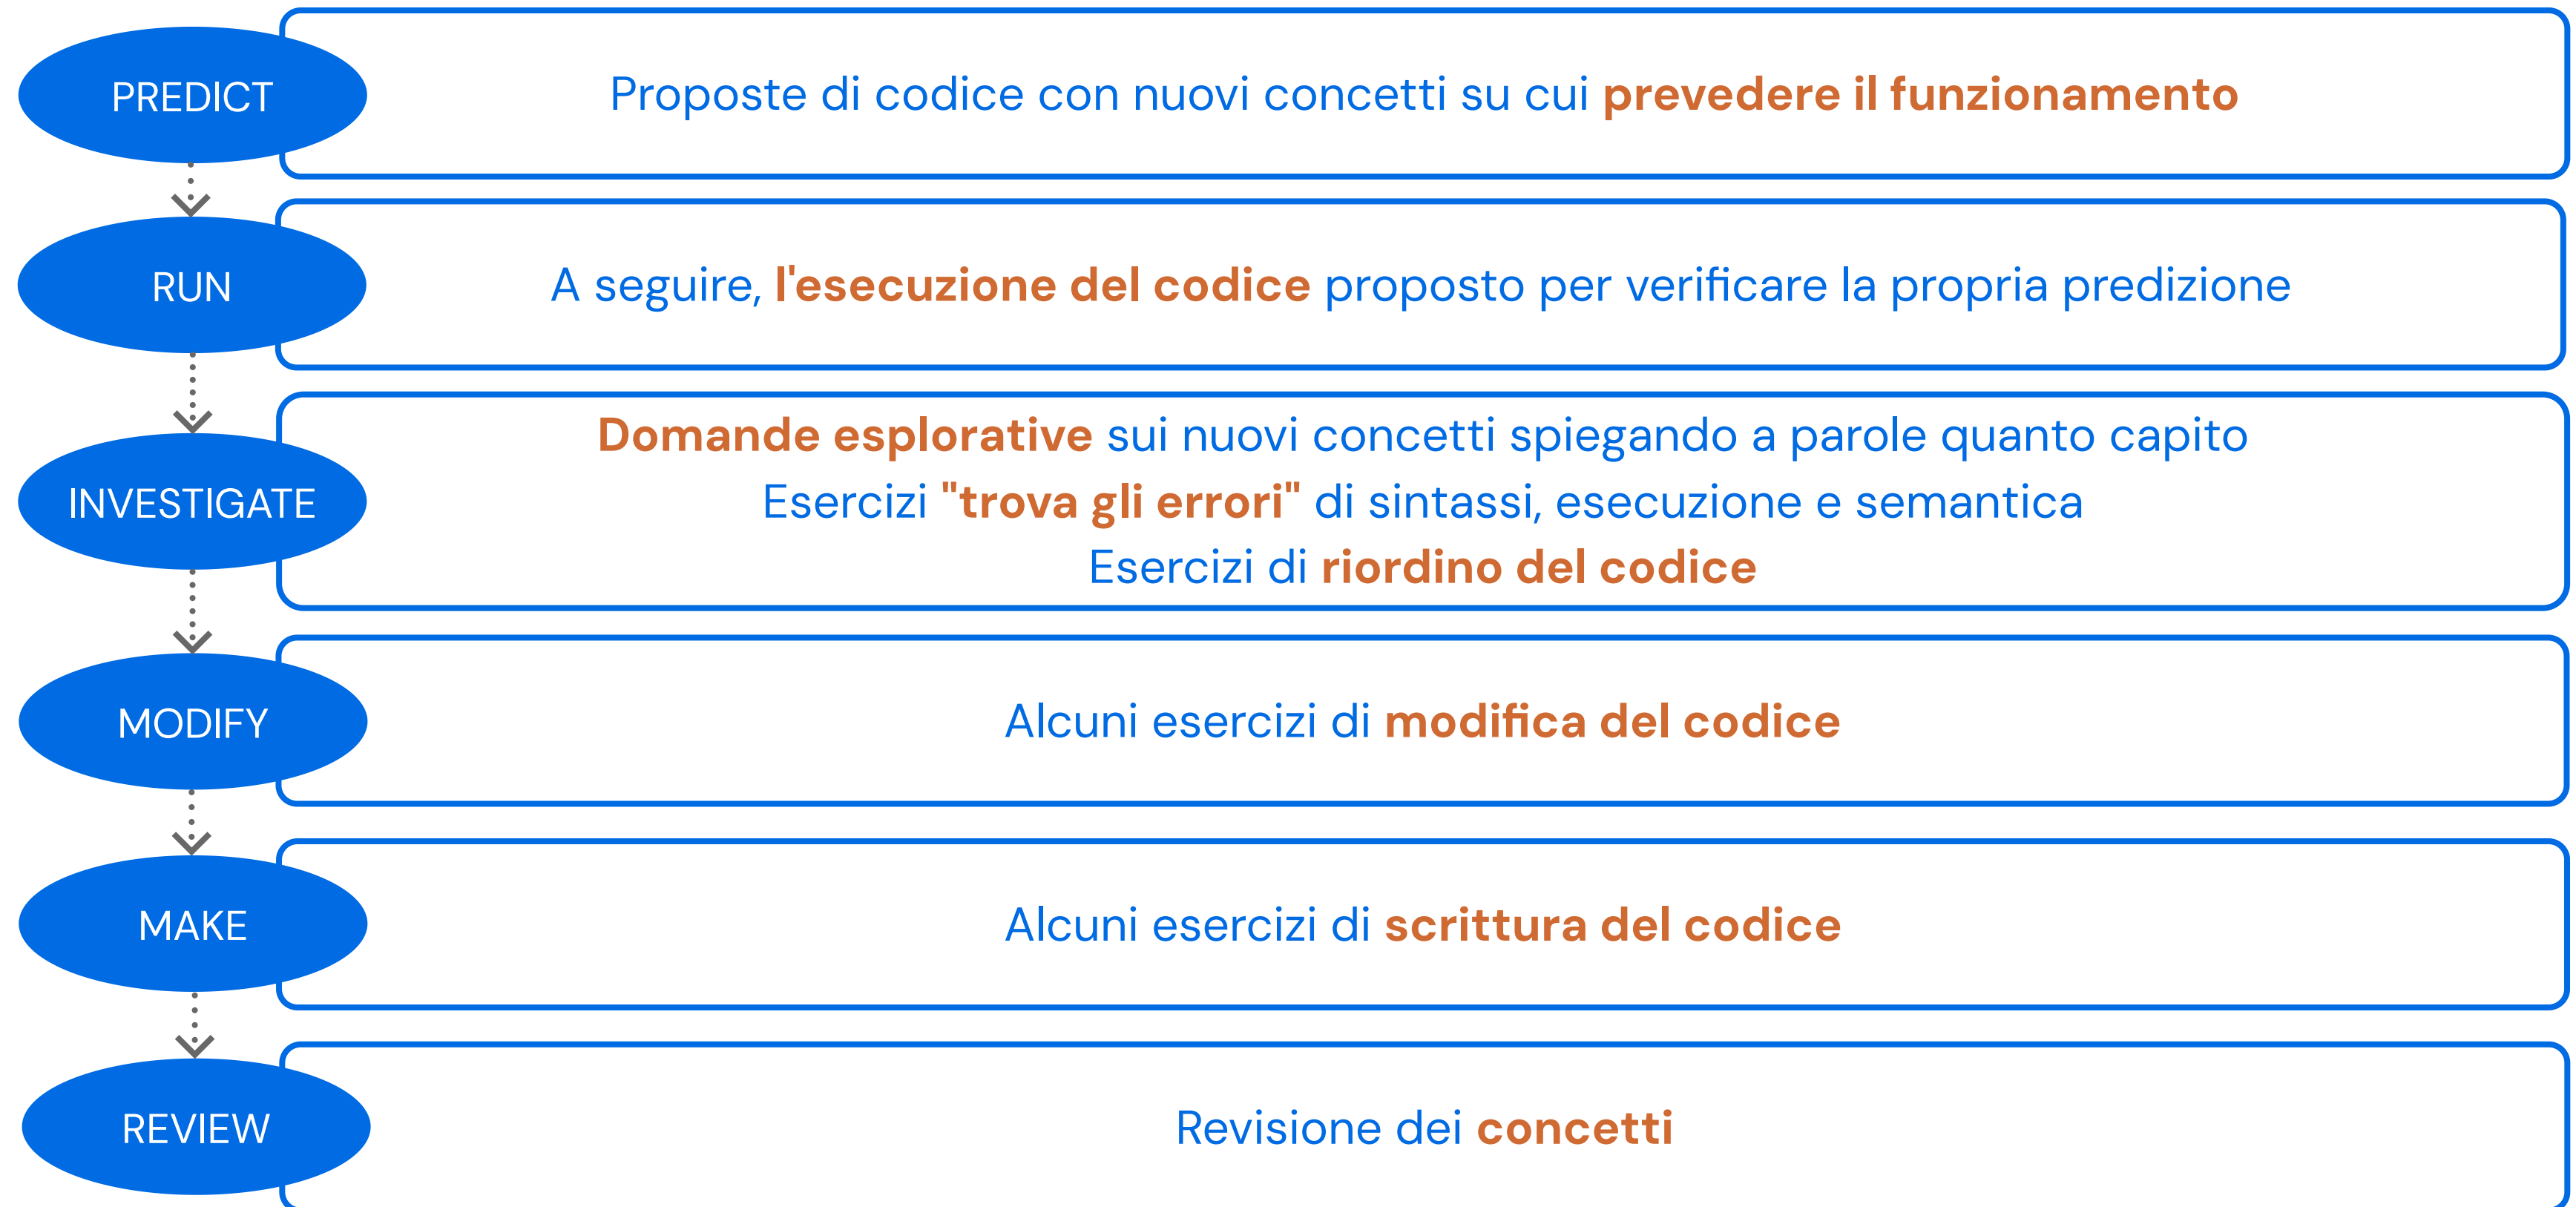 PREDICT
Proposte di codice con nuovi concetti su cui prevedere il funzionamento
RUN
A seguire, l'esecuzione del codice proposto per verificare la propria predizione
INVESTIGATE
Domande esplorative sui nuovi concetti spiegando a parole quanto capito
Esercizi "trova gli errori" di sintassi, esecuzione e semantica
Esercizi di riordino del codice
MODIFY
Alcuni esercizi di modifica del codice
MAKE
Alcuni esercizi di scrittura del codice
REVIEW
Revisione dei concetti